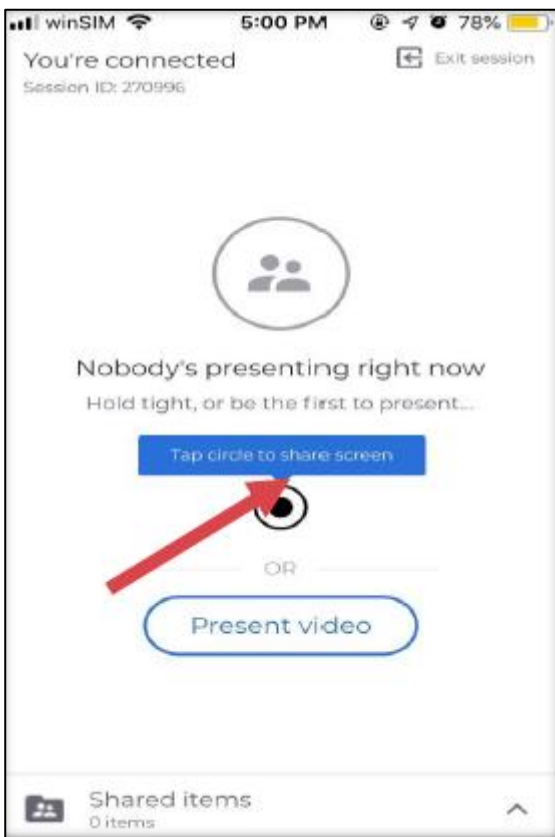 winSIM 5:00 PM 78%
You're connected Exit session
Session ID: 270996
Nobody's presenting right now
Hold tight, or be the first to present...
Tap circle to share screen
OR
Present video
Shared items
0 items